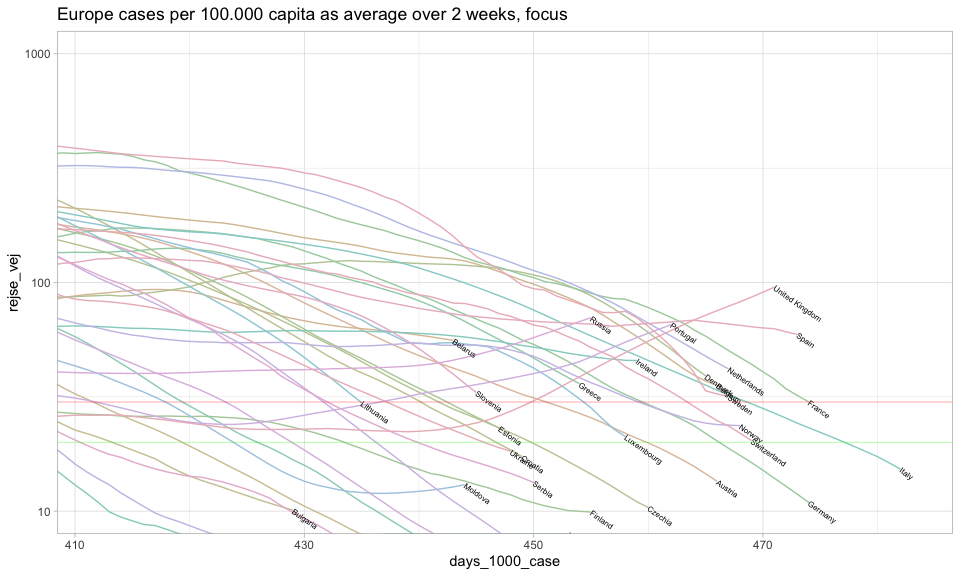 Europe cases per 100.000 capita as average over 2 weeks, focus
1000
100
10
rejse_vej
United Kingdom
Russia
Portugal
Spain
Belarus
Ireland
Netherlands
Greece
Slovenia
Sweden
France
Lithuania
Estonia
Norway
Luxembourg
Switzerland
Ukraine
Croatia
Italy
Serbia
Moldova
Austria
Bulgaria
Finland
Czechia
Germany
410
430
450
470
days_1000_case